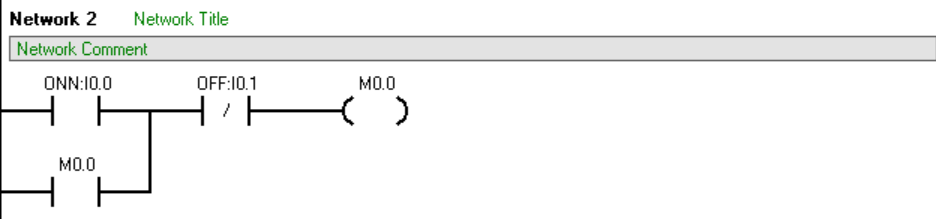 Network 2 Network Title
Network Comment
ONN:I0.0 OFF:I0.1 M0.0
M0.0